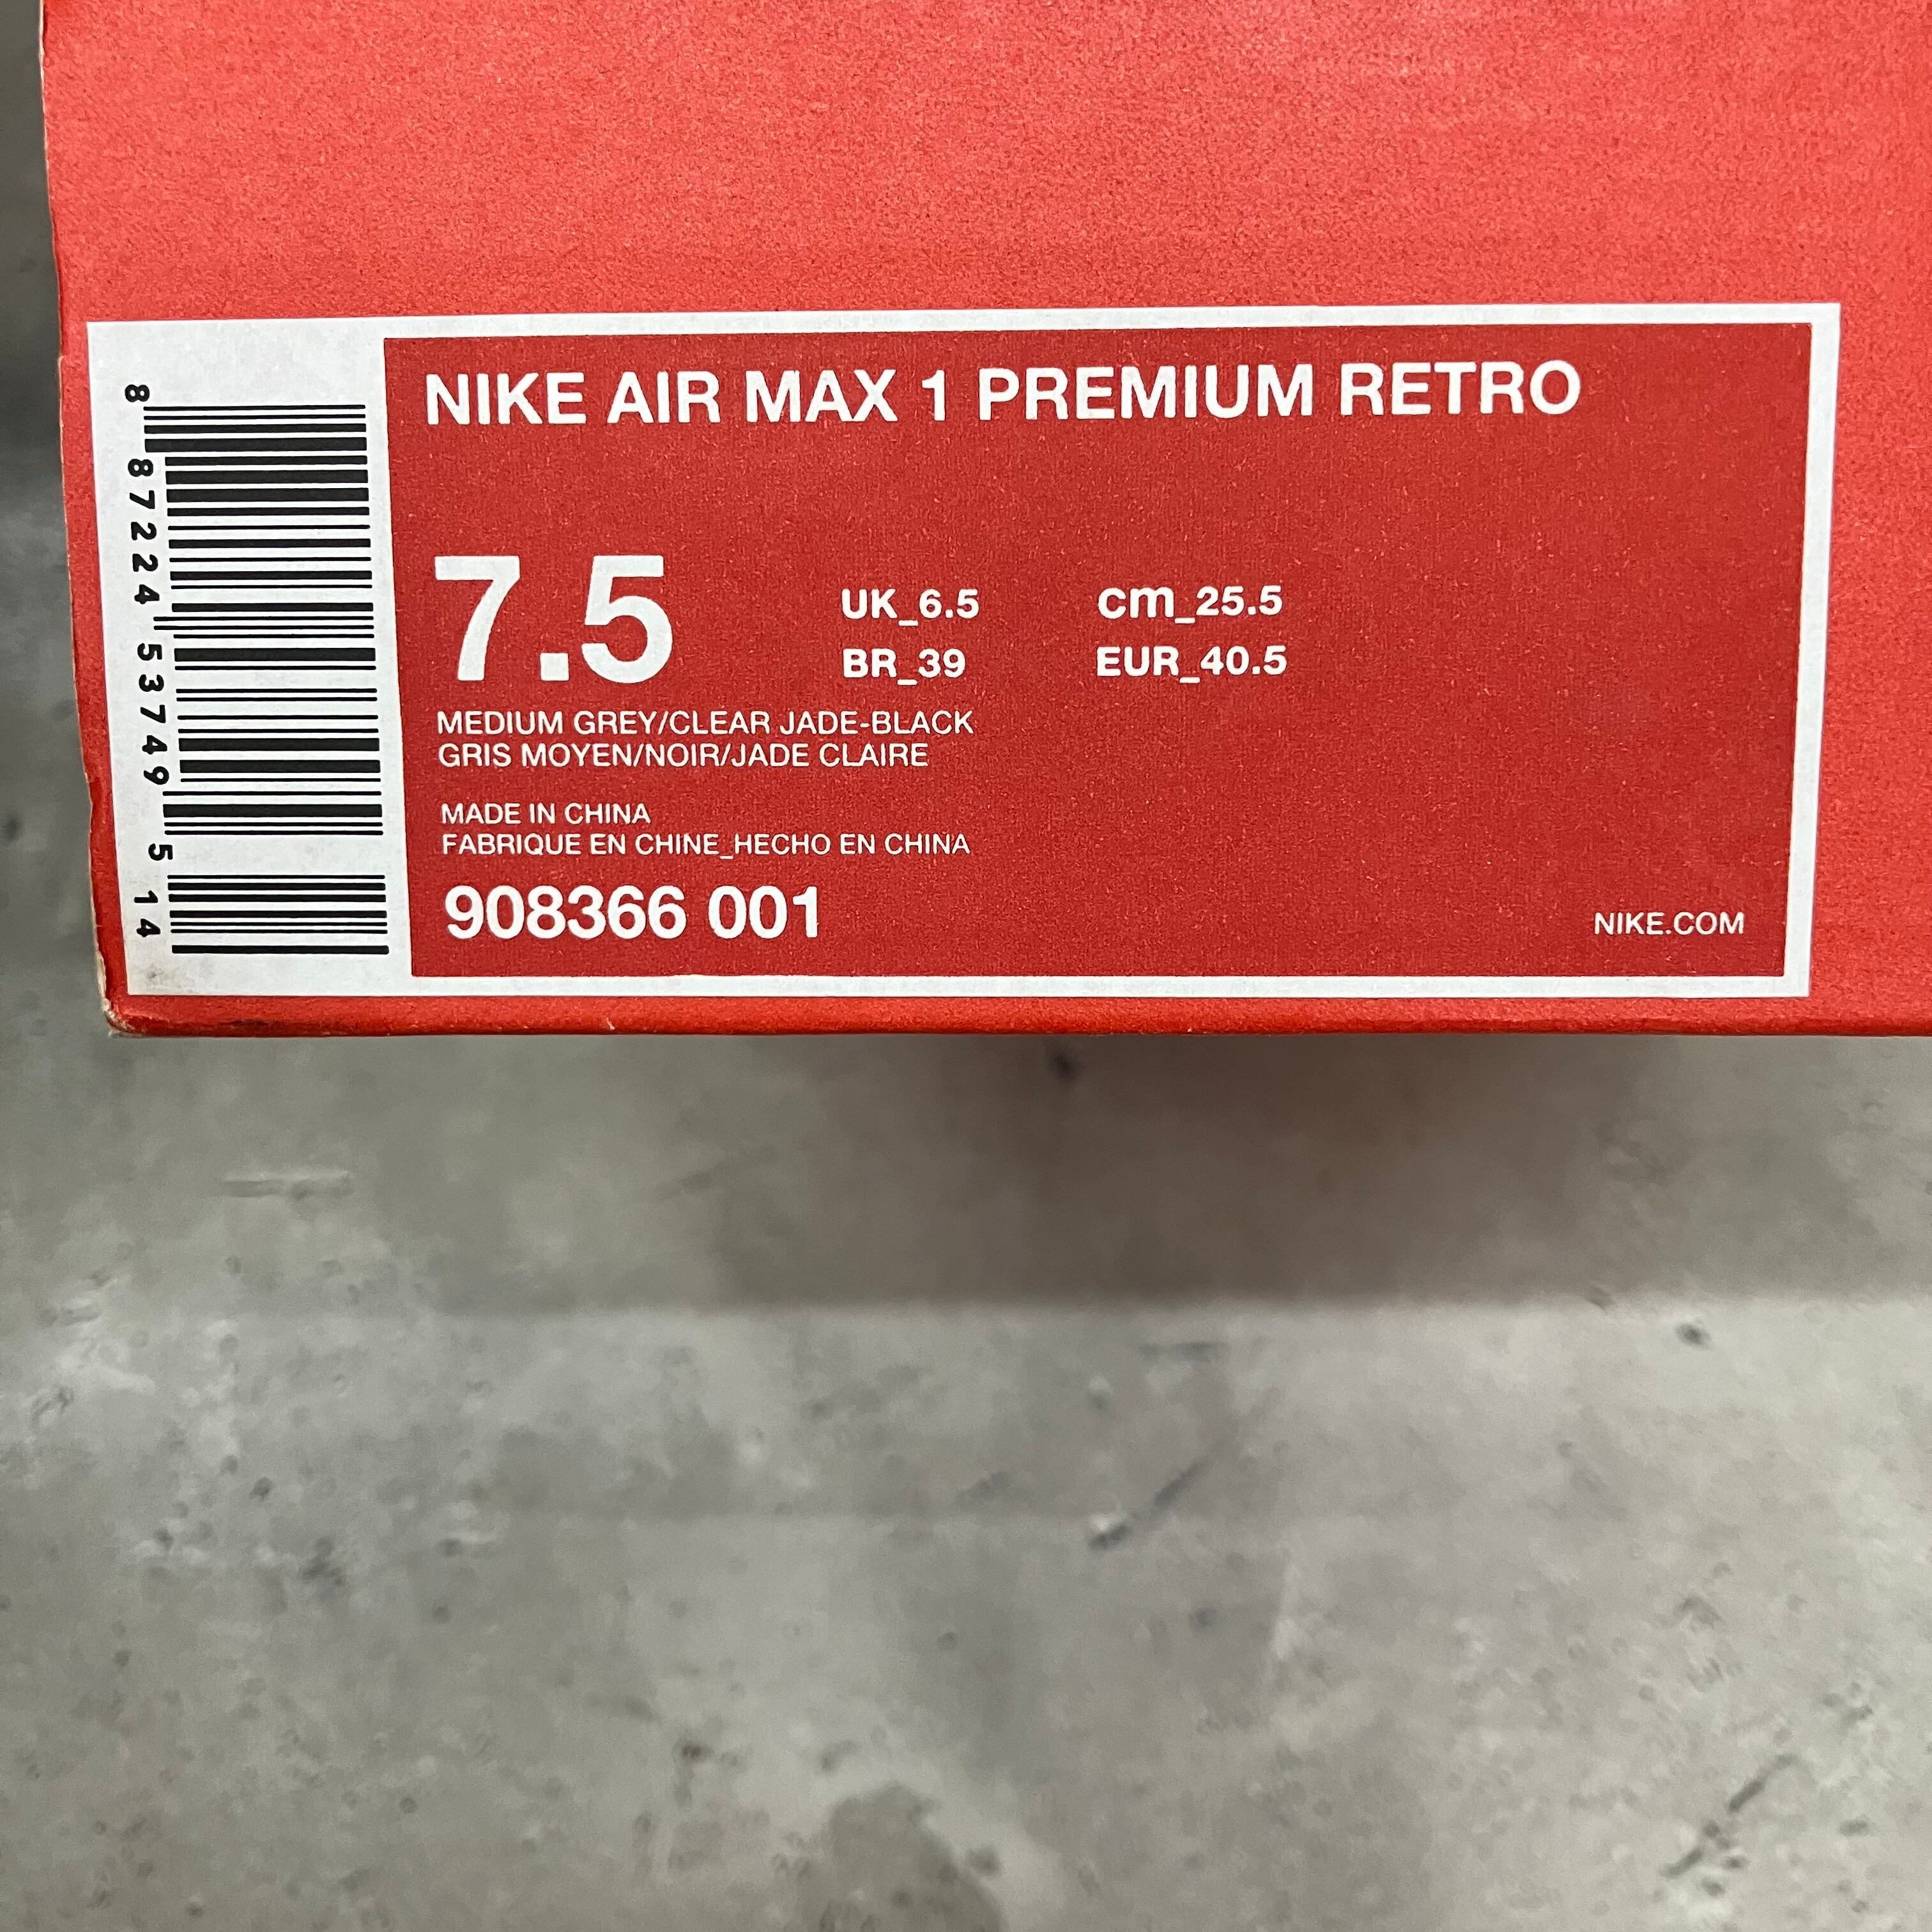 NIKE AIR MAX 1 PREMIUM RETRO
7.5
UK_6.5 cm_25.5
BR_39 EUR_40.5
MEDIUM GREY/CLEAR JADE-BLACK
GRIS MOYEN/NOIR/JADE CLAIRE
MADE IN CHINA
FABRIQUE EN CHINE_HECHO EN CHINA
908366 001
NIKE.COM
8 87224 53749 5 14